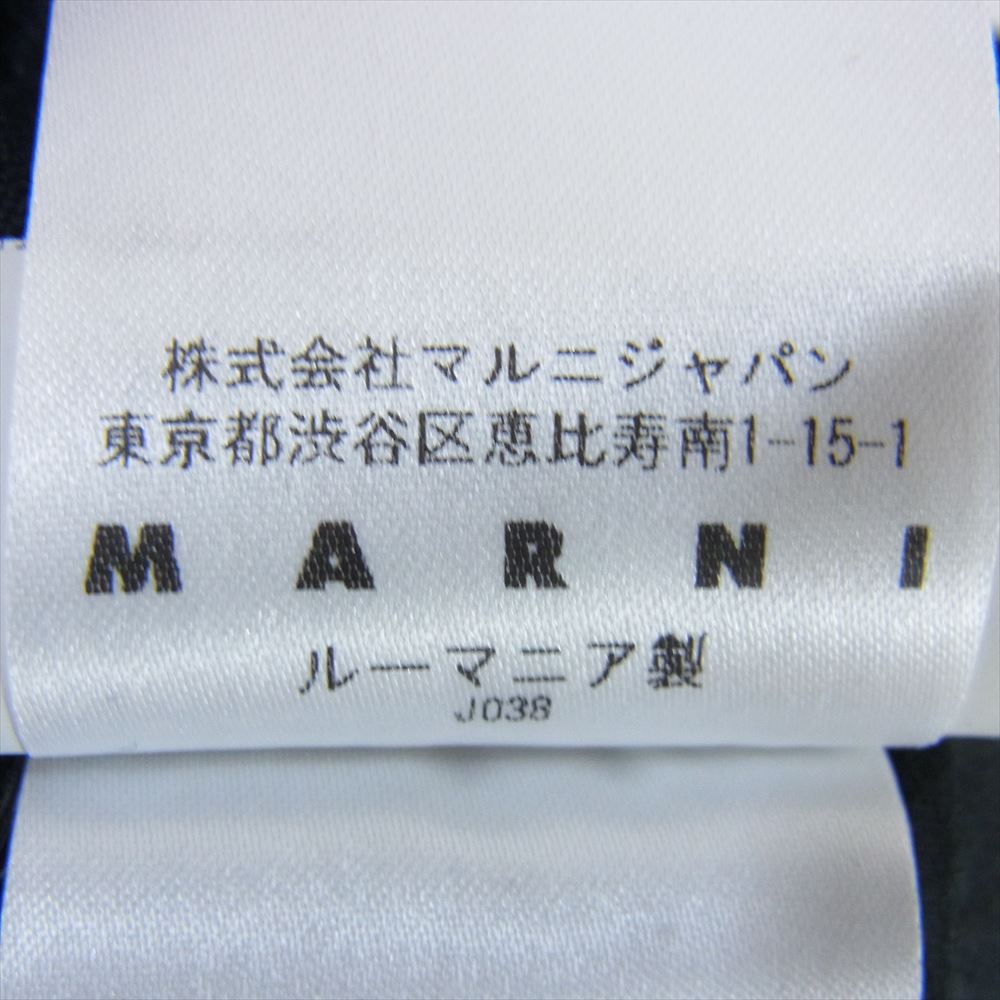 株式会社マルニジャパン
東京都渋谷区恵比寿南1-15-1
MARNI
ルーマニア製
J038